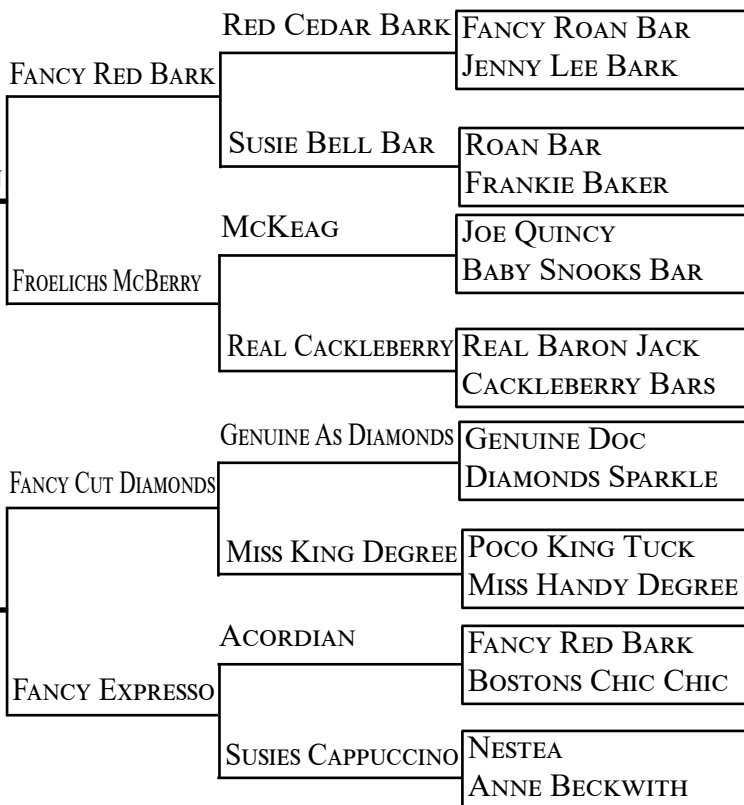 RED CEDAR BARK
FANCY ROAN BAR
JENNY LEE BARK
FANCY RED BARK
SUSIE BELL BAR
ROAN BAR
FRANKIE BAKER
MCKEAG
JOE QUINCY
BABY SNOOKS BAR
FROELICHS MCBERRY
REAL CACKLEBERRY
REAL BARON JACK
CACKLEBERRY BARS
GENUINE AS DIAMONDS
GENUINE DOC
DIAMONDS SPARKLE
FANCY CUT DIAMONDS
MISS KING DEGREE
POCO KING TUCK
MISS HANDY DEGREE
ACORDIAN
FANCY RED BARK
BOSTONS CHIC CHIC
FANCY EXPRESSO
SUSIES CAPPUCCINO
NESTEA
ANNE BECKWITH